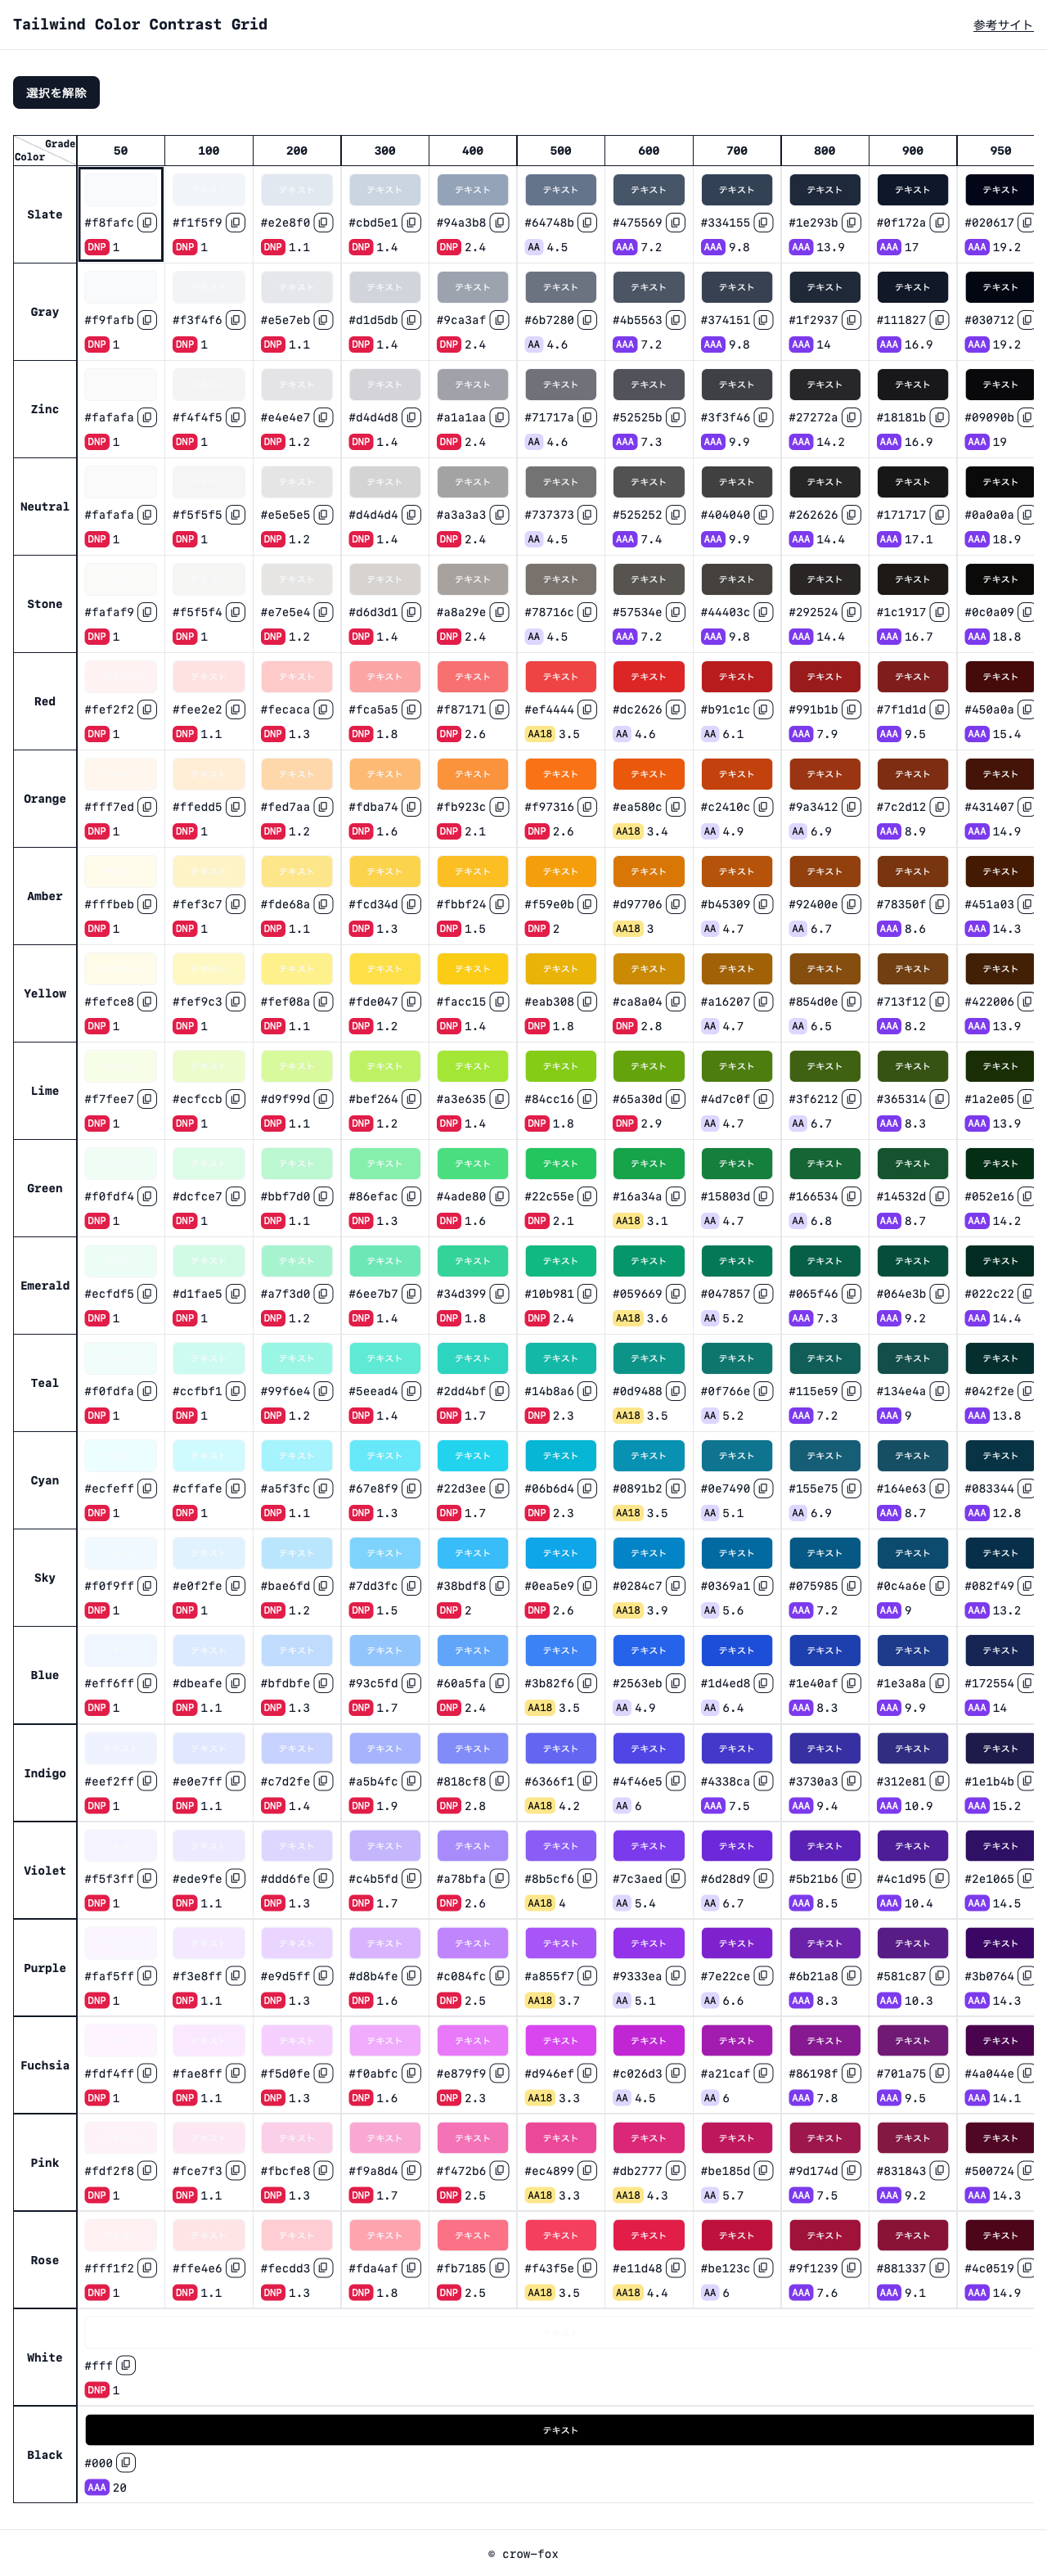 Tailwind Color Contrast Grid 参考サイト
選択を解除
Grade
Color 50 100 200 300 400 500 600 700 800 900 950
テキスト テキスト テキスト テキスト テキスト テキスト テキスト テキスト テキスト テキスト
Slate #f8fafc #f1f5f9 #e2e8f0 #cbd5e1 #94a3b8 #64748b #475569 #334155 #1e293b #0f172a #020617
DNP 1 DNP 1 DNP 1.1 DNP 1.4 DNP 2.4 AA 4.5 AAA 7.2 AAA 9.8 AAA 13.9 AAA 17 AAA 19.2
テキスト テキスト テキスト テキスト テキスト テキスト テキスト テキスト テキスト テキスト
Gray #f9fafb #f3f4f6 #e5e7eb #d1d5db #9ca3af #6b7280 #4b5563 #374151 #1f2937 #111827 #030712
DNP 1 DNP 1 DNP 1.1 DNP 1.4 DNP 2.4 AA 4.6 AAA 7.2 AAA 9.8 AAA 14 AAA 16.9 AAA 19.2
テキスト テキスト テキスト テキスト テキスト テキスト テキスト テキスト テキスト テキスト
Zinc #fafafa #f4f4f5 #e4e4e7 #d4d4d8 #a1a1aa #71717a #52525b #3f3f46 #27272a #18181b #09090b
DNP 1 DNP 1 DNP 1.2 DNP 1.4 DNP 2.4 AA 4.6 AAA 7.3 AAA 9.9 AAA 14.2 AAA 16.9 AAA 19
テキスト テキスト テキスト テキスト テキスト テキスト テキスト テキスト テキスト テキスト
Neutral #fafafa #f5f5f5 #e5e5e5 #d4d4d4 #a3a3a3 #737373 #525252 #404040 #262626 #171717 #0a0a0a
DNP 1 DNP 1 DNP 1.2 DNP 1.4 DNP 2.4 AA 4.5 AAA 7.4 AAA 9.9 AAA 14.4 AAA 17.1 AAA 18.9
テキスト テキスト テキスト テキスト テキスト テキスト テキスト テキスト テキスト テキスト
Stone #fafaf9 #f5f5f4 #e7e5e4 #d6d3d1 #a8a29e #78716c #57534e #44403c #292524 #1c1917 #0c0a09
DNP 1 DNP 1 DNP 1.2 DNP 1.4 DNP 2.4 AA 4.5 AAA 7.2 AAA 9.8 AAA 14.4 AAA 16.7 AAA 18.8
テキスト テキスト テキスト テキスト テキスト テキスト テキスト テキスト テキスト テキスト
Red #fef2f2 #fee2e2 #fecaca #fca5a5 #f87171 #ef4444 #dc2626 #b91c1c #991b1b #7f1d1d #450a0a
DNP 1 DNP 1.1 DNP 1.3 DNP 1.8 DNP 2.6 AA18 3.5 AA 4.6 AA 6.1 AAA 7.9 AAA 9.5 AAA 15.4
テキスト テキスト テキスト テキスト テキスト テキスト テキスト テキスト テキスト テキスト
Orange #fff7ed #ffedd5 #fed7aa #fdba74 #fb923c #f97316 #ea580c #c2410c #9a3412 #7c2d12 #431407
DNP 1 DNP 1 DNP 1.2 DNP 1.6 DNP 2.1 DNP 2.6 AA18 3.4 AA 4.9 AA 6.9 AAA 8.9 AAA 14.9
テキスト テキスト テキスト テキスト テキスト テキスト テキスト テキスト テキスト テキスト
Amber #fffbeb #fef3c7 #fde68a #fcd34d #fbbf24 #f59e0b #d97706 #b45309 #92400e #78350f #451a03
DNP 1 DNP 1 DNP 1.1 DNP 1.3 DNP 1.5 DNP 2 AA18 3 AA 4.7 AA 6.7 AAA 8.6 AAA 14.3
テキスト テキスト テキスト テキスト テキスト テキスト テキスト テキスト テキスト テキスト
Yellow #fefce8 #fef9c3 #fef08a #fde047 #facc15 #eab308 #ca8a04 #a16207 #854d0e #713f12 #422006
DNP 1 DNP 1 DNP 1.1 DNP 1.2 DNP 1.4 DNP 1.8 DNP 2.8 AA 4.7 AA 6.5 AAA 8.2 AAA 13.9
テキスト テキスト テキスト テキスト テキスト テキスト テキスト テキスト テキスト テキスト
Lime #f7fee7 #ecfccb #d9f99d #bef264 #a3e635 #84cc16 #65a30d #4d7c0f #3f6212 #365314 #1a2e05
DNP 1 DNP 1 DNP 1.1 DNP 1.2 DNP 1.4 DNP 1.8 DNP 2.9 AA 4.7 AA 6.7 AAA 8.3 AAA 13.9
テキスト テキスト テキスト テキスト テキスト テキスト テキスト テキスト テキスト テキスト
Green #f0fdf4 #dcfce7 #bbf7d0 #86efac #4ade80 #22c55e #16a34a #15803d #166534 #14532d #052e16
DNP 1 DNP 1 DNP 1.1 DNP 1.3 DNP 1.6 DNP 2.1 AA18 3.1 AA 4.7 AA 6.8 AAA 8.7 AAA 14.2
テキスト テキスト テキスト テキスト テキスト テキスト テキスト テキスト テキスト テキスト
Emerald #ecfdf5 #d1fae5 #a7f3d0 #6ee7b7 #34d399 #10b981 #059669 #047857 #065f46 #064e3b #022c22
DNP 1 DNP 1 DNP 1.2 DNP 1.4 DNP 1.8 DNP 2.4 AA18 3.6 AA 5.2 AAA 7.3 AAA 9.2 AAA 14.4
テキスト テキスト テキスト テキスト テキスト テキスト テキスト テキスト テキスト テキスト
Teal #f0fdfa #ccfbf1 #99f6e4 #5eead4 #2dd4bf #14b8a6 #0d9488 #0f766e #115e59 #134e4a #042f2e
DNP 1 DNP 1 DNP 1.2 DNP 1.4 DNP 1.7 DNP 2.3 AA18 3.5 AA 5.2 AAA 7.2 AAA 9 AAA 13.8
テキスト テキスト テキスト テキスト テキスト テキスト テキスト テキスト テキスト テキスト
Cyan #ecfeff #cffafe #a5f3fc #67e8f9 #22d3ee #06b6d4 #0891b2 #0e7490 #155e75 #164e63 #083344
DNP 1 DNP 1 DNP 1.1 DNP 1.3 DNP 1.7 DNP 2.3 AA18 3.5 AA 5.1 AA 6.9 AAA 8.7 AAA 12.8
テキスト テキスト テキスト テキスト テキスト テキスト テキスト テキスト テキスト テキスト
Sky #f0f9ff #e0f2fe #bae6fd #7dd3fc #38bdf8 #0ea5e9 #0284c7 #0369a1 #075985 #0c4a6e #082f49
DNP 1 DNP 1 DNP 1.2 DNP 1.5 DNP 2 DNP 2.6 AA18 3.9 AA 5.6 AAA 7.2 AAA 9 AAA 13.2
テキスト テキスト テキスト テキスト テキスト テキスト テキスト テキスト テキスト テキスト
Blue #eff6ff #dbeafe #bfdbfe #93c5fd #60a5fa #3b82f6 #2563eb #1d4ed8 #1e40af #1e3a8a #172554
DNP 1 DNP 1.1 DNP 1.3 DNP 1.7 DNP 2.4 AA18 3.5 AA 4.9 AA 6.4 AAA 8.3 AAA 9.9 AAA 14
テキスト テキスト テキスト テキスト テキスト テキスト テキスト テキスト テキスト テキスト
Indigo #eef2ff #e0e7ff #c7d2fe #a5b4fc #818cf8 #6366f1 #4f46e5 #4338ca #3730a3 #312e81 #1e1b4b
DNP 1 DNP 1.1 DNP 1.4 DNP 1.9 DNP 2.8 AA18 4.2 AA 6 AAA 7.5 AAA 9.4 AAA 10.9 AAA 15.2
テキスト テキスト テキスト テキスト テキスト テキスト テキスト テキスト テキスト テキスト
Violet #f5f3ff #ede9fe #ddd6fe #c4b5fd #a78bfa #8b5cf6 #7c3aed #6d28d9 #5b21b6 #4c1d95 #2e1065
DNP 1 DNP 1.1 DNP 1.3 DNP 1.7 DNP 2.6 AA18 4 AA 5.4 AA 6.7 AAA 8.5 AAA 10.4 AAA 14.5
テキスト テキスト テキスト テキスト テキスト テキスト テキスト テキスト テキスト テキスト
Purple #faf5ff #f3e8ff #e9d5ff #d8b4fe #c084fc #a855f7 #9333ea #7e22ce #6b21a8 #581c87 #3b0764
DNP 1 DNP 1.1 DNP 1.3 DNP 1.6 DNP 2.5 AA18 3.7 AA 5.1 AA 6.6 AAA 8.3 AAA 10.3 AAA 14.3
テキスト テキスト テキスト テキスト テキスト テキスト テキスト テキスト テキスト テキスト
Fuchsia #fdf4ff #fae8ff #f5d0fe #f0abfc #e879f9 #d946ef #c026d3 #a21caf #86198f #701a75 #4a044e
DNP 1 DNP 1.1 DNP 1.3 DNP 1.6 DNP 2.3 AA18 3.3 AA 4.5 AA 6 AAA 7.8 AAA 9.5 AAA 14.1
テキスト テキスト テキスト テキスト テキスト テキスト テキスト テキスト テキスト テキスト
Pink #fdf2f8 #fce7f3 #fbcfe8 #f9a8d4 #f472b6 #ec4899 #db2777 #be185d #9d174d #831843 #500724
DNP 1 DNP 1.1 DNP 1.3 DNP 1.7 DNP 2.5 AA18 3.3 AA18 4.3 AA 5.7 AAA 7.5 AAA 9.2 AAA 14.3
テキスト テキスト テキスト テキスト テキスト テキスト テキスト テキスト テキスト テキスト
Rose #fff1f2 #ffe4e6 #fecdd3 #fda4af #fb7185 #f43f5e #e11d48 #be123c #9f1239 #881337 #4c0519
DNP 1 DNP 1.1 DNP 1.3 DNP 1.8 DNP 2.5 AA18 3.5 AA18 4.4 AA 6 AAA 7.6 AAA 9.1 AAA 14.9
White #fff
DNP 1
テキスト
Black #000
AAA 20
© crow-fox